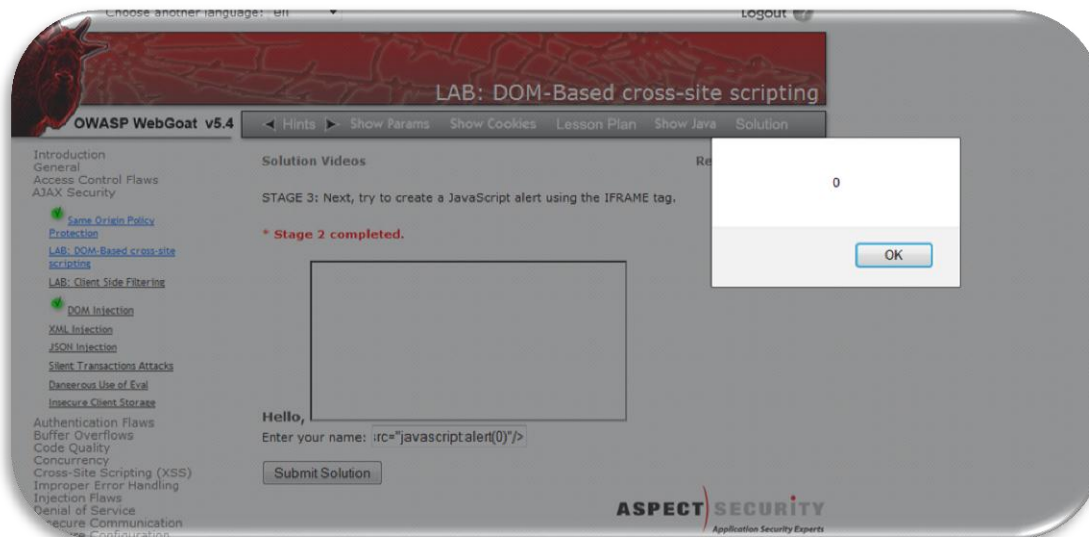 Choose another language: en
Logout ?
LAB: DOM-Based cross-site scripting
OWASP WebGoat v5.4
Hints Show Params Show Cookies Lesson Plan Show Java Solution
Introduction
General
Access Control Flaws
AJAX Security
Same Origin Policy
Protection
LAB: DOM-Based cross-site
scripting
LAB: Client Side Filtering
DOM Injection
XML Injection
JSON Injection
Silent Transactions Attacks
Dangerous Use of Eval
Insecure Client Storage
Authentication Flaws
Buffer Overflows
Code Quality
Concurrency
Cross-Site Scripting (XSS)
Improper Error Handling
Injection Flaws
Denial of Service
Communication
Configuration
Solution Videos
Re
STAGE 3: Next, try to create a JavaScript alert using the IFRAME tag.
* Stage 2 completed.
Hello,
Enter your name: src="javascript:alert(0)"/>
Submit Solution
0
OK
ASPECT SECURITY
Application Security Experts